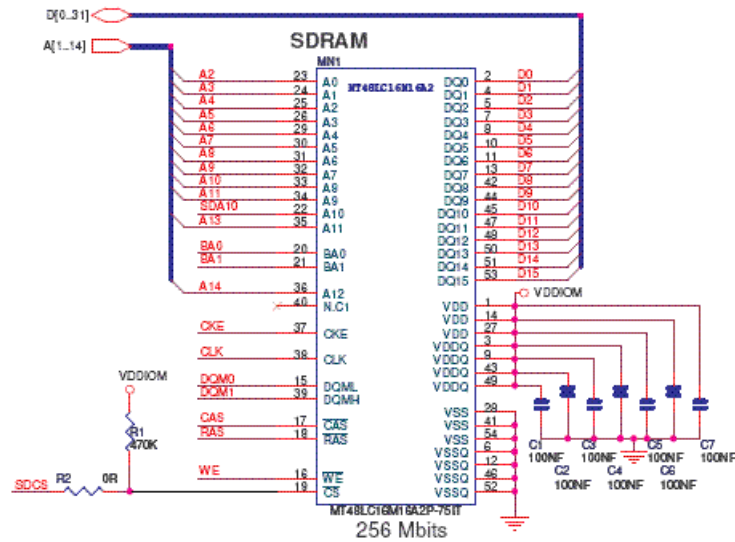 D[0..31]
A[1..14]
SDRAM
MN1
MT48LC16M16A2
A2 23 A0 DQ0 2 D0
A3 24 A1 DQ1 4 D1
A4 25 A2 DQ2 5 D2
A5 26 A3 DQ3 7 D3
A6 29 A4 DQ4 8 D4
A7 30 A5 DQ5 10 D5
A8 31 A6 DQ6 11 D6
A9 32 A7 DQ7 13 D7
A10 33 A8 DQ8 42 D8
A11 34 A9 DQ9 44 D9
SDA10 22 A10 DQ10 45 D10
A13 35 A11 DQ11 47 D11
DQ12 48 D12
BA0 20 BA0 DQ13 50 D13
BA1 21 BA1 DQ14 51 D14
DQ15 53 D15
A14 36 A12
VDDIOM
40 N.C1 VDD 1
VDD 14
CKE 37 CKE VDD 27
VDDQ 3
CLK 38 CLK VDDQ 9
VDDQ 43
VDDIOM
DQM0 15 DQML VDDQ 49
DQM1 39 DQMH
VSS 28
CAS 17 CAS VSS 41
RAS 18 RAS VSS 54
R1
470K
VSSQ 6
VSSQ 12
WE 16 WE VSSQ 46
R2 0R
SDCS 19 CS VSSQ 52
C1 C3 C5 C7
100NF 100NF 100NF 100NF
C2 C4 C6
100NF 100NF 100NF
MT48LC16M16A2P-75IT
256 Mbits